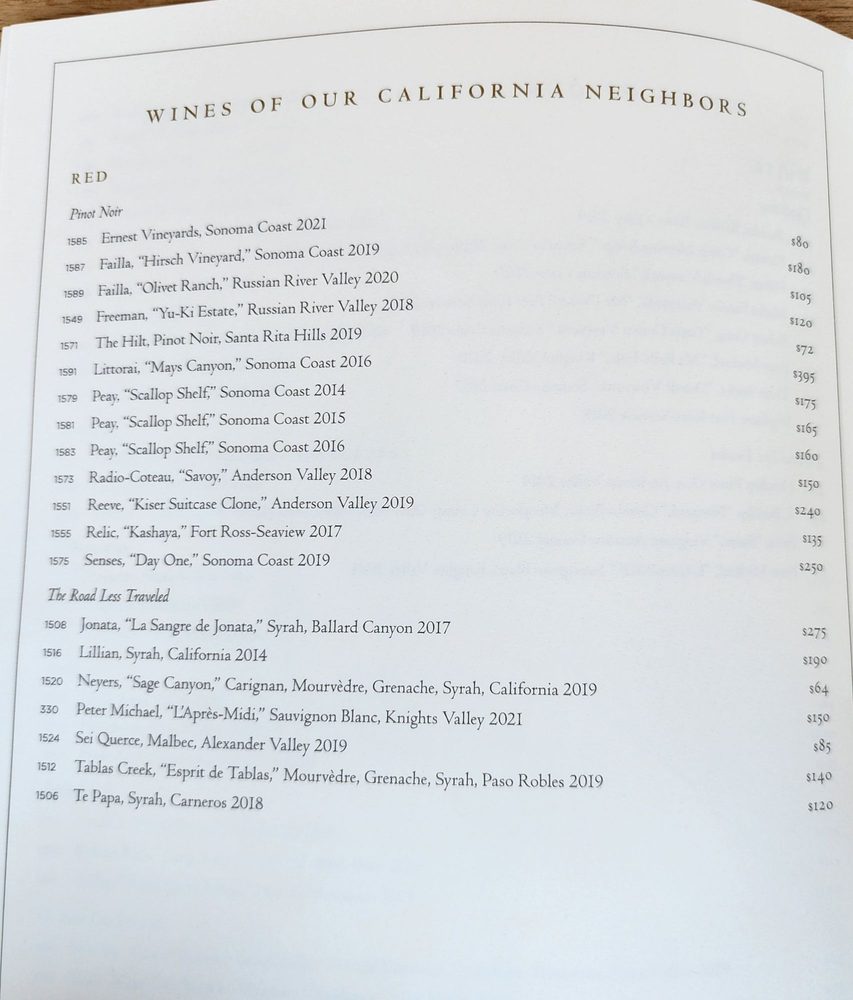 WINES OF OUR CALIFORNIA NEIGHBORS
RED
Pinot Noir
1585 Ernest Vineyards, Sonoma Coast 2021 $80
1587 Failla, “Hirsch Vineyard,” Sonoma Coast 2019 $180
1589 Failla, “Olivet Ranch,” Russian River Valley 2020 $105
1549 Freeman, “Yu-Ki Estate,” Russian River Valley 2018 $120
1571 The Hilt, Pinot Noir, Santa Rita Hills 2019 $72
1591 Littorai, “Mays Canyon,” Sonoma Coast 2016 $395
1579 Peay, “Scallop Shelf,” Sonoma Coast 2014 $175
1581 Peay, “Scallop Shelf,” Sonoma Coast 2015 $165
1583 Peay, “Scallop Shelf,” Sonoma Coast 2016 $160
1573 Radio-Coteau, “Savoy,” Anderson Valley 2018 $150
1551 Reeve, “Kiser Suitcase Clone,” Anderson Valley 2019 $240
1555 Relic, “Kashaya,” Fort Ross-Seaview 2017 $135
1575 Senses, “Day One,” Sonoma Coast 2019 $250
The Road Less Traveled
1508 Jonata, “La Sangre de Jonata,” Syrah, Ballard Canyon 2017 $275
1516 Lillian, Syrah, California 2014 $190
1520 Neyers, “Sage Canyon,” Carignan, Mourvèdre, Grenache, Syrah, California 2019 $64
330 Peter Michael, “L’Après-Midi,” Sauvignon Blanc, Knights Valley 2021 $150
1524 Sei Querce, Malbec, Alexander Valley 2019 $85
1512 Tablas Creek, “Esprit de Tablas,” Mourvèdre, Grenache, Syrah, Paso Robles 2019 $140
1506 Te Papa, Syrah, Carneros 2018 $120